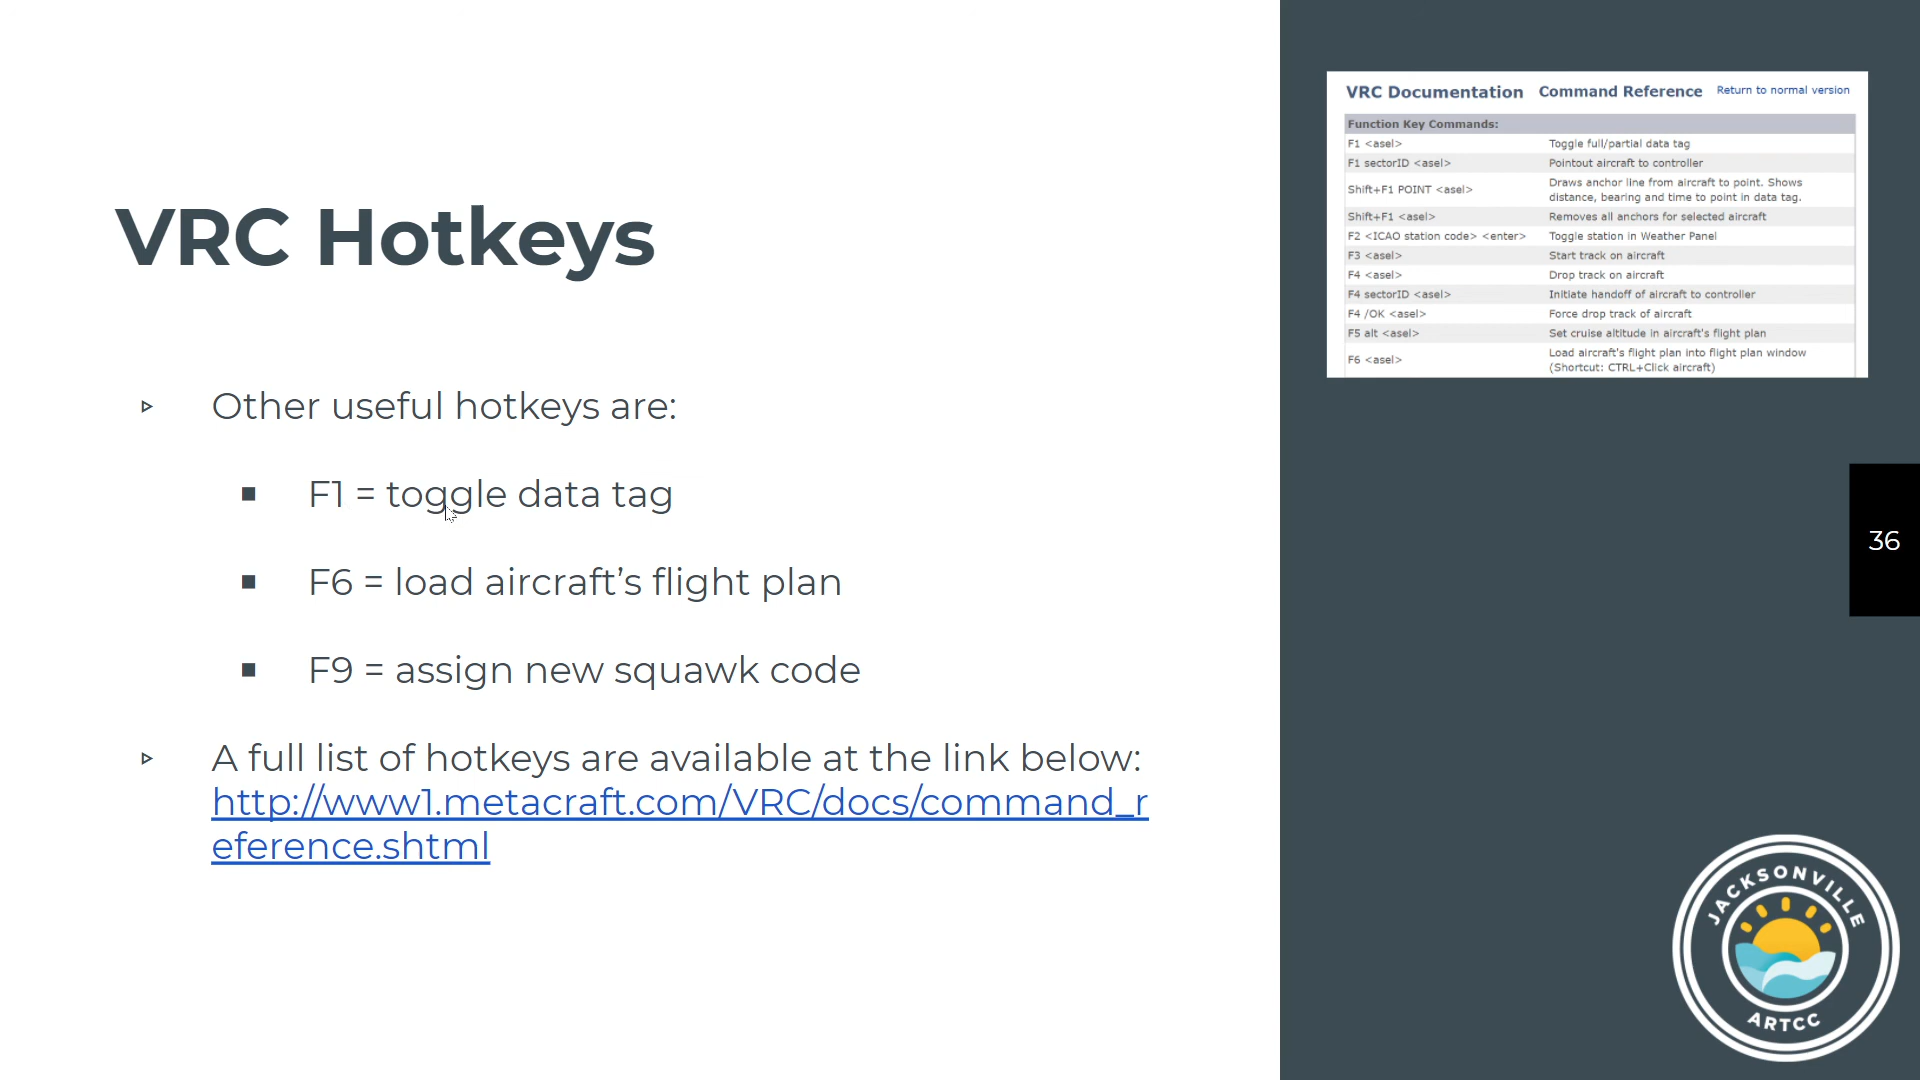 VRC Hotkeys
Other useful hotkeys are:
F1 = toggle data tag
F6 = load aircraft’s flight plan
F9 = assign new squawk code
A full list of hotkeys are available at the link below:
http://www1.metacraft.com/VRC/docs/command_r
eference.shtml
VRC Documentation Command Reference Return to normal version
Function Key Commands:
F1 <asel> Toggle full/partial data tag
F1 sectorID <asel> Pointout aircraft to controller
Shift+F1 POINT <asel> Draws anchor line from aircraft to point. Shows
distance, bearing and time to point in data tag.
Shift+F1 <asel> Removes all anchors for selected aircraft
F2 <ICAO station code> <enter> Toggle station in Weather Panel
F3 <asel> Start track on aircraft
F4 <asel> Drop track on aircraft
F4 sectorID <asel> Initiate handoff of aircraft to controller
F4 /OK <asel> Force drop track of aircraft
F5 alt <asel> Set cruise altitude in aircraft's flight plan
F6 <asel> Load aircraft's flight plan into flight plan window
(Shortcut: CTRL+Click aircraft)
36
JACKSONVILLE
ARTCC